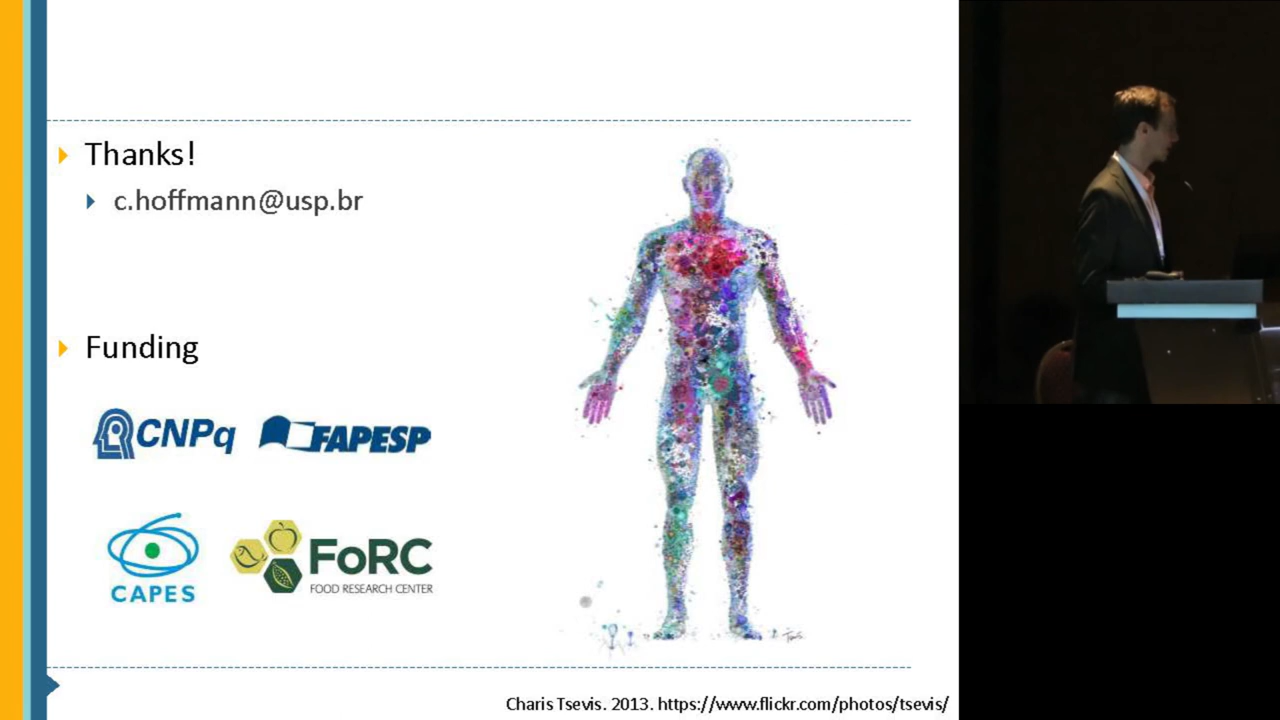 Thanks!
c.hoffmann@usp.br
Funding
CNPq
FAPESP
CAPES
FoRC
FOOD RESEARCH CENTER
Charis Tsevis. 2013. https://www.flickr.com/photos/tsevis/